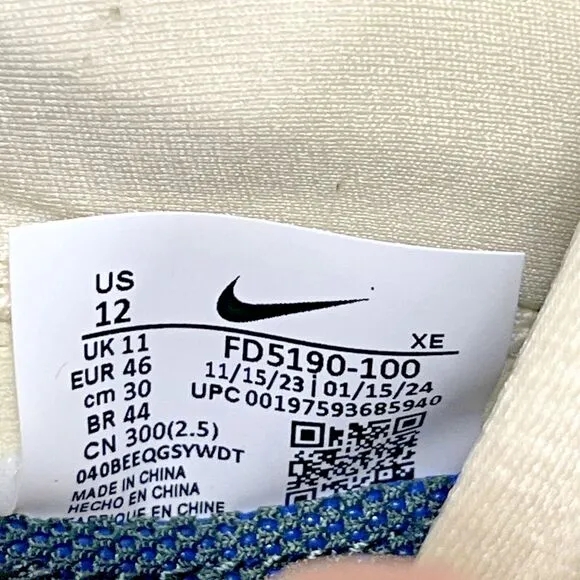 US
12
UK 11
EUR 46
cm 30
BR 44
CN 300(2.5)
040BEEQGSYWDT
MADE IN CHINA
HECHO EN CHINA
FABRIQUE EN CHINE
XE
FD5190-100
11/15/23 | 01/15/24
UPC 00197593685940